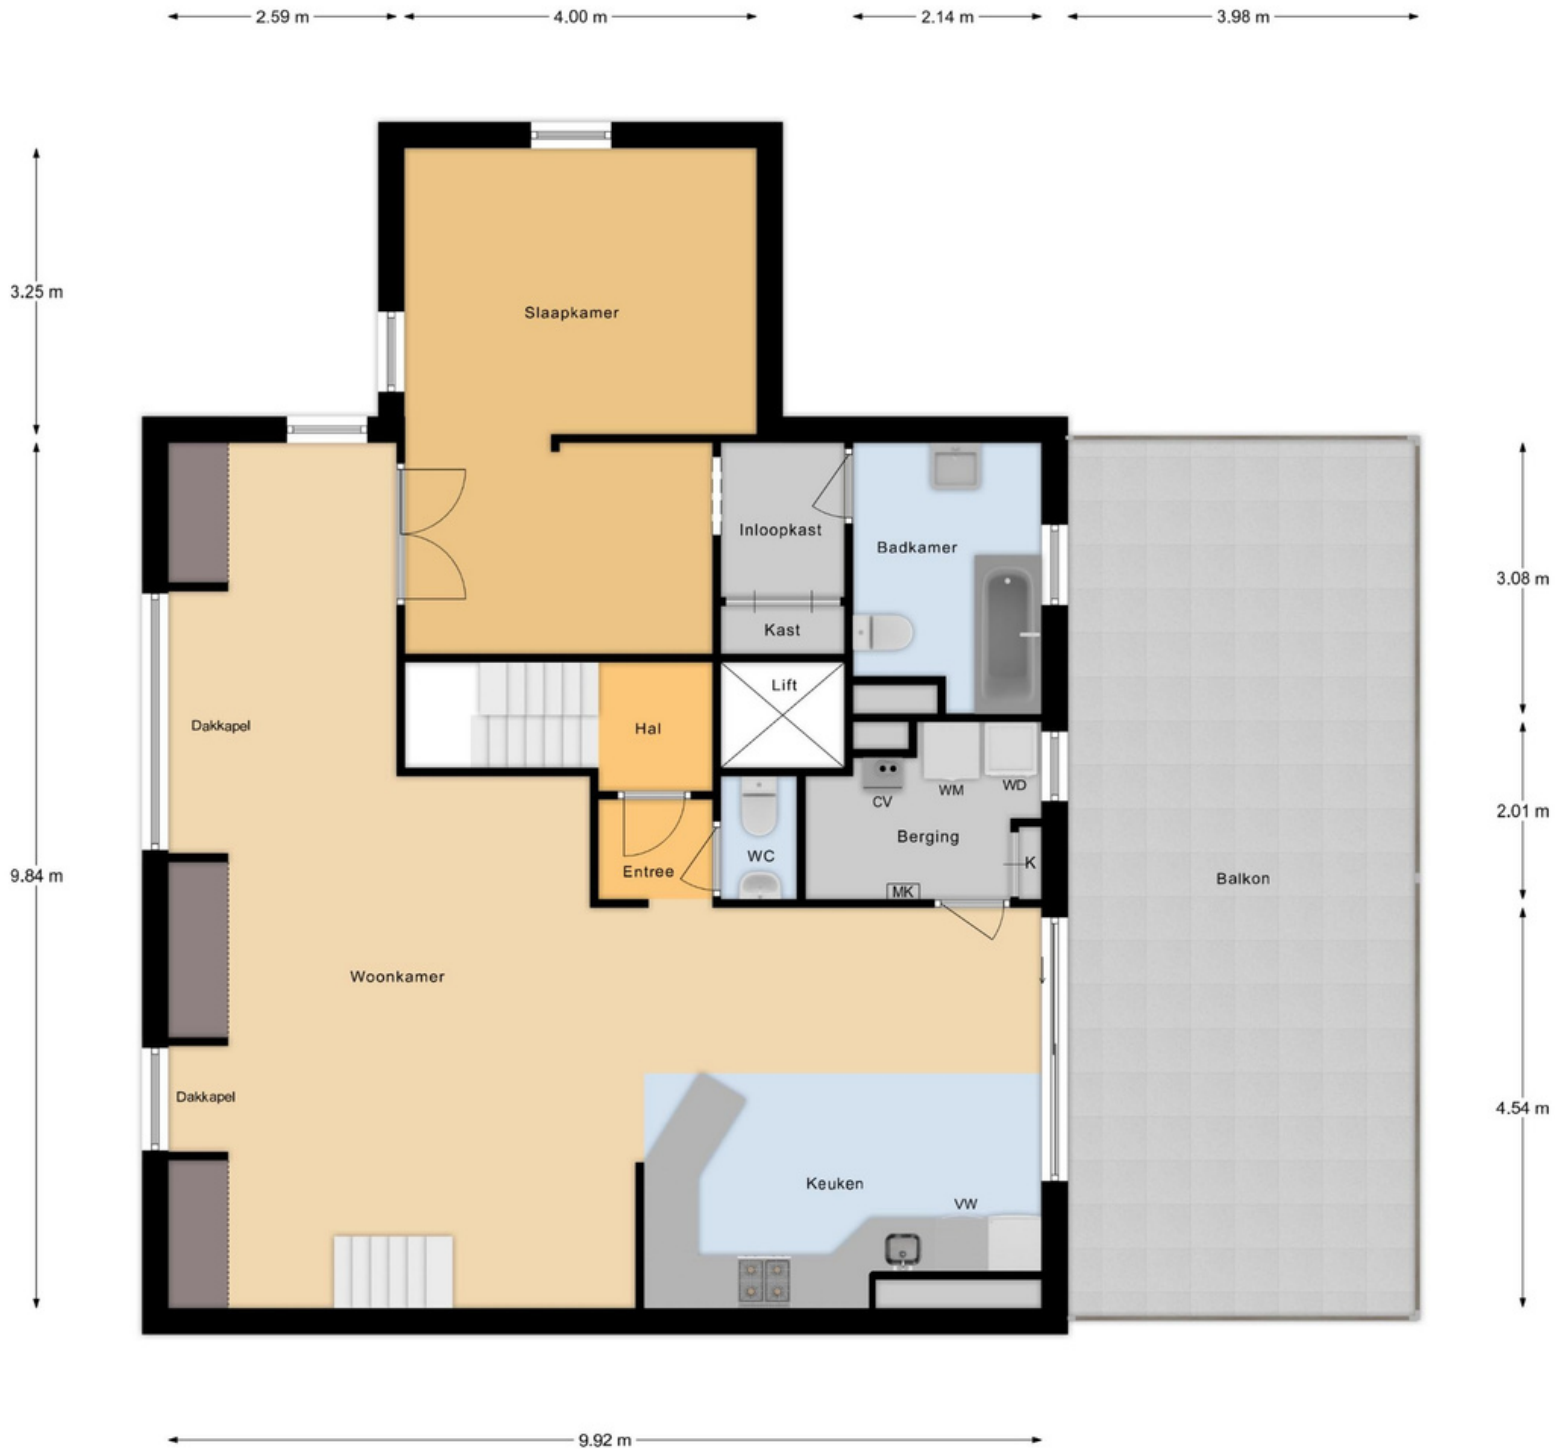 2.59 m
4.00 m
2.14 m
3.98 m
3.25 m
Slaapkamer
Inloopkast
Badkamer
3.08 m
Kast
Lift
Dakkapel
Hal
CV
WM
WD
2.01 m
Berging
WC
K
Entree
9.84 m
Balkon
MK
Woonkamer
Dakkapel
4.54 m
Keuken
VW
9.92 m